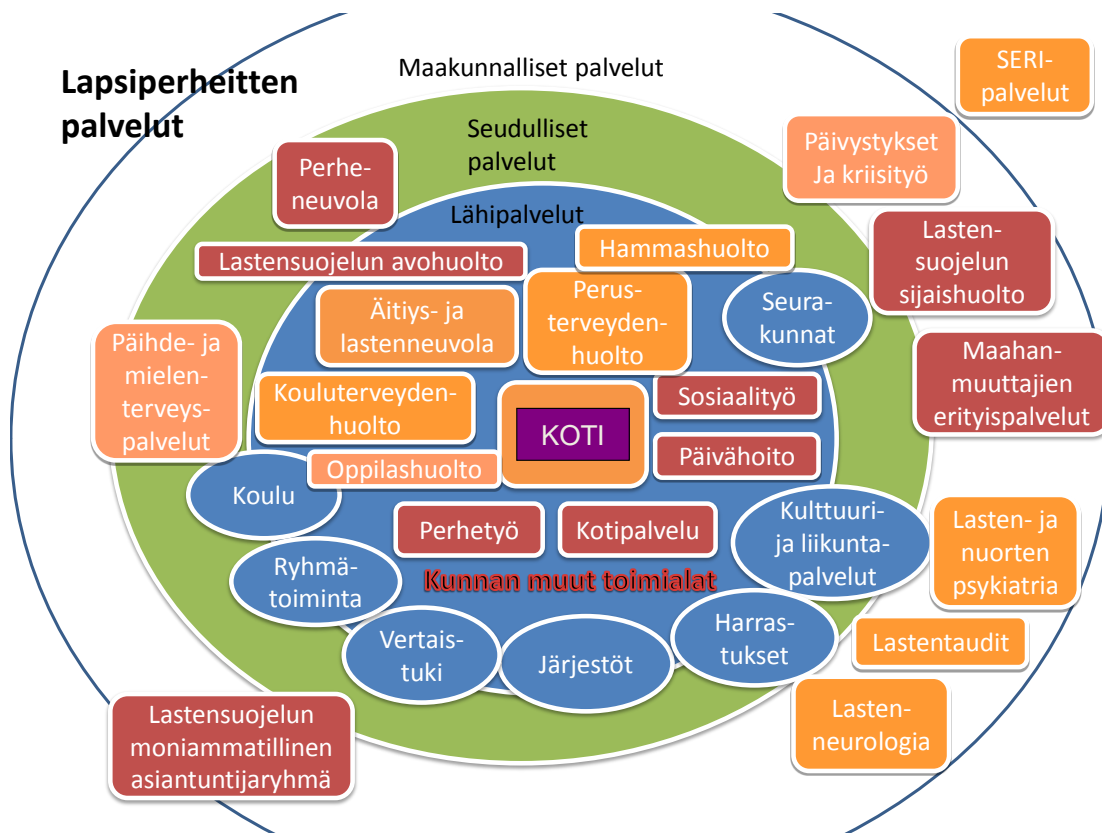 Lapsiperheitten
palvelut
Maakunnalliset palvelut
SERI-
palvelut
Seudulliset
palvelut
Päivystykset
Ja kriisityö
Perhe-
neuvola
Lähipalvelut
Lastensuojelun avohuolto
Hammashuolto
Lasten-
suojelun
sijaishuolto
Äitiys- ja
lastenneuvola
Perus-
terveyden-
huolto
Seura-
kunnat
Päihde- ja
mielen-
terveys-
palvelut
Maahan-
muuttajien
erityispalvelut
Kouluterveyden-
huolto
KOTI
Sosiaalityö
Päivähoito
Oppilashuolto
Koulu
Perhetyö
Kotipalvelu
Kulttuuri-
ja liikunta-
palvelut
Lasten- ja
nuorten
psykiatria
Ryhmä-
toiminta
Kunnan muut toimialat
Vertais-
tuki
Järjestöt
Harras-
tukset
Lastentaudit
Lasten-
neurologia
Lastensuojelun
moniammatillinen
asiantuntijaryhmä